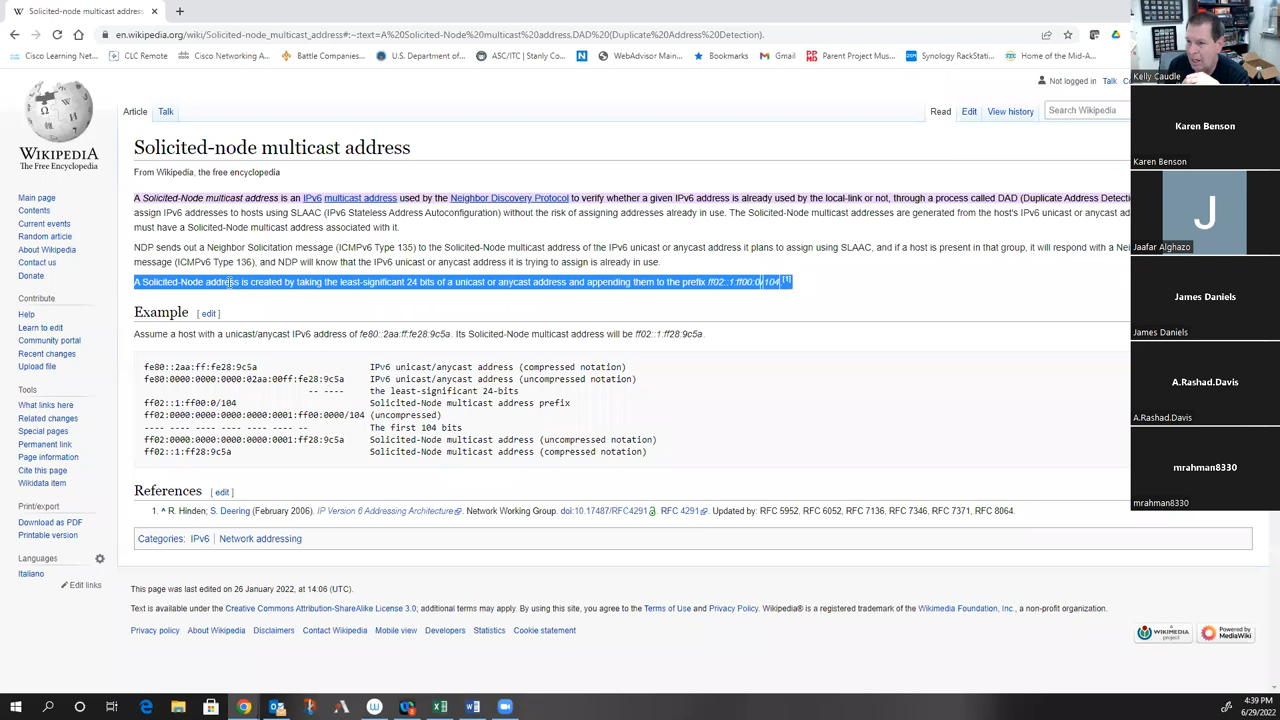 Solicited-node multicast address
en.wikipedia.org/wiki/Solicited-node_multicast_address#:~:text=A%20Solicited
Cisco Learning Net...
CLC Remote
Cisco Networking A...
Battle Companies...
U.S. Department of...
ASC/ITC | Stanly Co...
WebAdvisor Main...
Bookmarks
Gmail
Parent Project Mus...
Synology RackStati...
Home of the Mid-A...
Not logged in Talk
Article Talk
Read Edit View history
Search Wikipedia
WIKIPEDIA
The Free Encyclopedia
Main page
Contents
Current events
Random article
About Wikipedia
Contact us
Donate
Contribute
Help
Learn to edit
Community portal
Recent changes
Upload file
Tools
What links here
Related changes
Special pages
Permanent link
Page information
Cite this page
Wikidata item
Print/export
Download as PDF
Printable version
Languages
Italiano
Edit links
Solicited-node multicast address
From Wikipedia, the free encyclopedia
A Solicited-Node multicast address is an IPv6 multicast address used by the Neighbor Discovery Protocol to verify whether a given IPv6 address is already used by the local-link or not, through a process called DAD (Duplicate Address Detecti
assign IPv6 addresses to hosts using SLAAC (IPv6 Stateless Address Autoconfiguration) without the risk of assigning addresses already in use. The Solicited-Node multicast addresses are generated from the host's IPv6 unicast or anycast ad
must have a Solicited-Node multicast address associated with it.
NDP sends out a Neighbor Solicitation message (ICMPv6 Type 135) to the Solicited-Node multicast address of the IPv6 unicast or anycast address it plans to assign using SLAAC, and if a host is present in that group, it will respond with a Nei
message (ICMPv6 Type 136), and NDP will know that the IPv6 unicast or anycast address it is trying to assign is already in use.
A Solicited-Node address is created by taking the least-significant 24 bits of a unicast or anycast address and appending them to the prefix ff02::1:ff00:0/104.[1]
Example [ edit ]
Assume a host with a unicast/anycast IPv6 address of fe80::2aa:ff:fe28:9c5a. Its Solicited-Node multicast address will be ff02::1:ff28:9c5a.
fe80::2aa:ff:fe28:9c5a IPv6 unicast/anycast address (compressed notation)
fe80:0000:0000:0000:02aa:00ff:fe28:9c5a IPv6 unicast/anycast address (uncompressed notation)
-- ---- the least-significant 24-bits
ff02::1:ff00:0/104 Solicited-Node multicast address prefix
ff02:0000:0000:0000:0000:0001:ff00:0000/104 (uncompressed)
---- ---- ---- ---- ---- ---- -- The first 104 bits
ff02:0000:0000:0000:0000:0001:ff28:9c5a Solicited-Node multicast address (uncompressed notation)
ff02::1:ff28:9c5a Solicited-Node multicast address (compressed notation)
References [ edit ]
1. ^ R. Hinden; S. Deering (February 2006). IP Version 6 Addressing Architecture. Network Working Group. doi:10.17487/RFC4291. RFC 4291. Updated by: RFC 5952, RFC 6052, RFC 7136, RFC 7346, RFC 7371, RFC 8064.
Categories: IPv6 | Network addressing
This page was last edited on 26 January 2022, at 14:06 (UTC).
Text is available under the Creative Commons Attribution-ShareAlike License 3.0; additional terms may apply. By using this site, you agree to the Terms of Use and Privacy Policy. Wikipedia® is a registered trademark of the Wikimedia Foundation, Inc., a non-profit organization.
Privacy policy About Wikipedia Disclaimers Contact Wikipedia Mobile view Developers Statistics Cookie statement
WIKIMEDIA project
Powered by MediaWiki
Kelly Caudle
Karen Benson
Karen Benson
J
Jaafar Alghazo
James Daniels
James Daniels
A.Rashad.Davis
A.Rashad.Davis
mrahman8330
mrahman8330
4:39 PM
6/29/2022